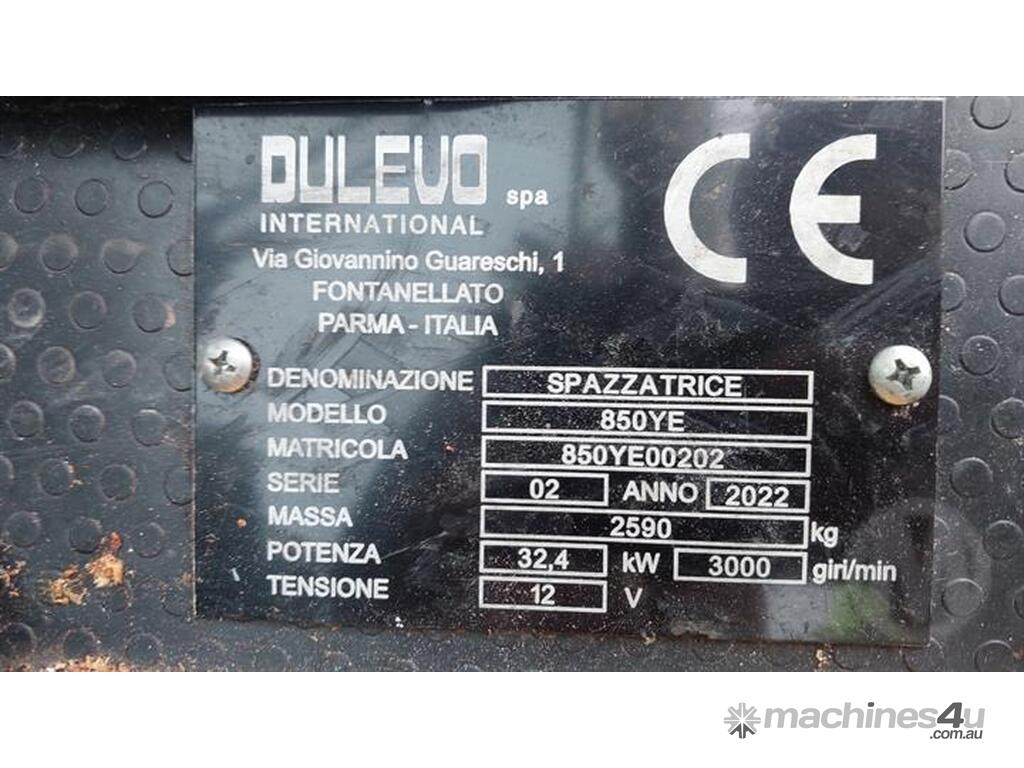 DULEVO spa
INTERNATIONAL
Via Giovannino Guareschi, 1
FONTANELLATO
PARMA - ITALIA
CE
DENOMINAZIONE SPAZZATRICE
MODELLO 850YE
MATRICOLA 850YE00202
SERIE 02 ANNO 2022
MASSA 2590 kg
POTENZA 32,4 kW 3000 giri/min
TENSIONE 12 V
machines4u
.com.au